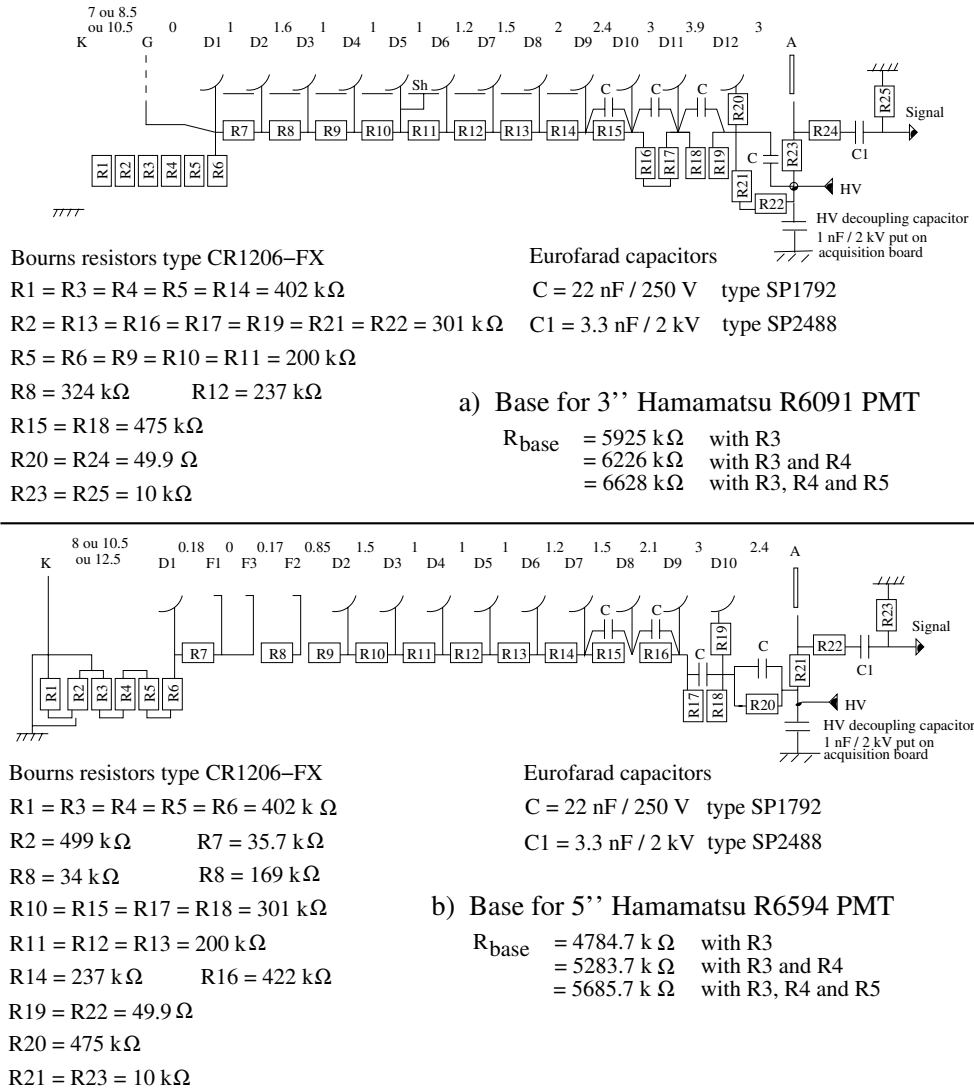 7 ou 8.5
ou 10.5 0 1 1.6 1 1 1 1.2 1.5 2 2.4 3 3.9 3
K G D1 D2 D3 D4 D5 D6 D7 D8 D9 D10 D11 D12 A
Sh C C C
R7 R8 R9 R10 R11 R12 R13 R14 R15 R20 R24 R25 Signal
C1
R1 R2 R3 R4 R5 R6 R16 R17 R18 R19 C R23
R21 R22 HV
HV decoupling capacitor
1 nF / 2 kV put on
acquisition board
Bourns resistors type CR1206–FX
R1 = R3 = R4 = R5 = R14 = 402 kΩ
R2 = R13 = R16 = R17 = R19 = R21 = R22 = 301 kΩ
R5 = R6 = R9 = R10 = R11 = 200 kΩ
R8 = 324 kΩ R12 = 237 kΩ
R15 = R18 = 475 kΩ
R20 = R24 = 49.9 Ω
R23 = R25 = 10 kΩ
Eurofarad capacitors
C = 22 nF / 250 V type SP1792
C1 = 3.3 nF / 2 kV type SP2488
a) Base for 3’’ Hamamatsu R6091 PMT
Rbase = 5925 kΩ with R3
= 6226 kΩ with R3 and R4
= 6628 kΩ with R3, R4 and R5
8 ou 10.5
ou 12.5 0.18 0 0.17 0.85 1.5 1 1 1 1.2 1.5 2.1 3 2.4
K D1 F1 F3 F2 D2 D3 D4 D5 D6 D7 D8 D9 D10 A
C C R23
R7 R8 R9 R10 R11 R12 R13 R14 R15 R16 R19 C R22 Signal
C1
R1 R2 R3 R4 R5 R6 C R21
R17 R18 R20 HV
HV decoupling capacitor
1 nF / 2 kV put on
acquisition board
Bourns resistors type CR1206–FX
R1 = R3 = R4 = R5 = R6 = 402 k Ω
R2 = 499 kΩ R7 = 35.7 kΩ
R8 = 34 kΩ R8 = 169 kΩ
R10 = R15 = R17 = R18 = 301 kΩ
R11 = R12 = R13 = 200 kΩ
R14 = 237 kΩ R16 = 422 kΩ
R19 = R22 = 49.9 Ω
R20 = 475 kΩ
R21 = R23 = 10 kΩ
Eurofarad capacitors
C = 22 nF / 250 V type SP1792
C1 = 3.3 nF / 2 kV type SP2488
b) Base for 5’’ Hamamatsu R6594 PMT
Rbase = 4784.7 k Ω with R3
= 5283.7 k Ω with R3 and R4
= 5685.7 k Ω with R3, R4 and R5